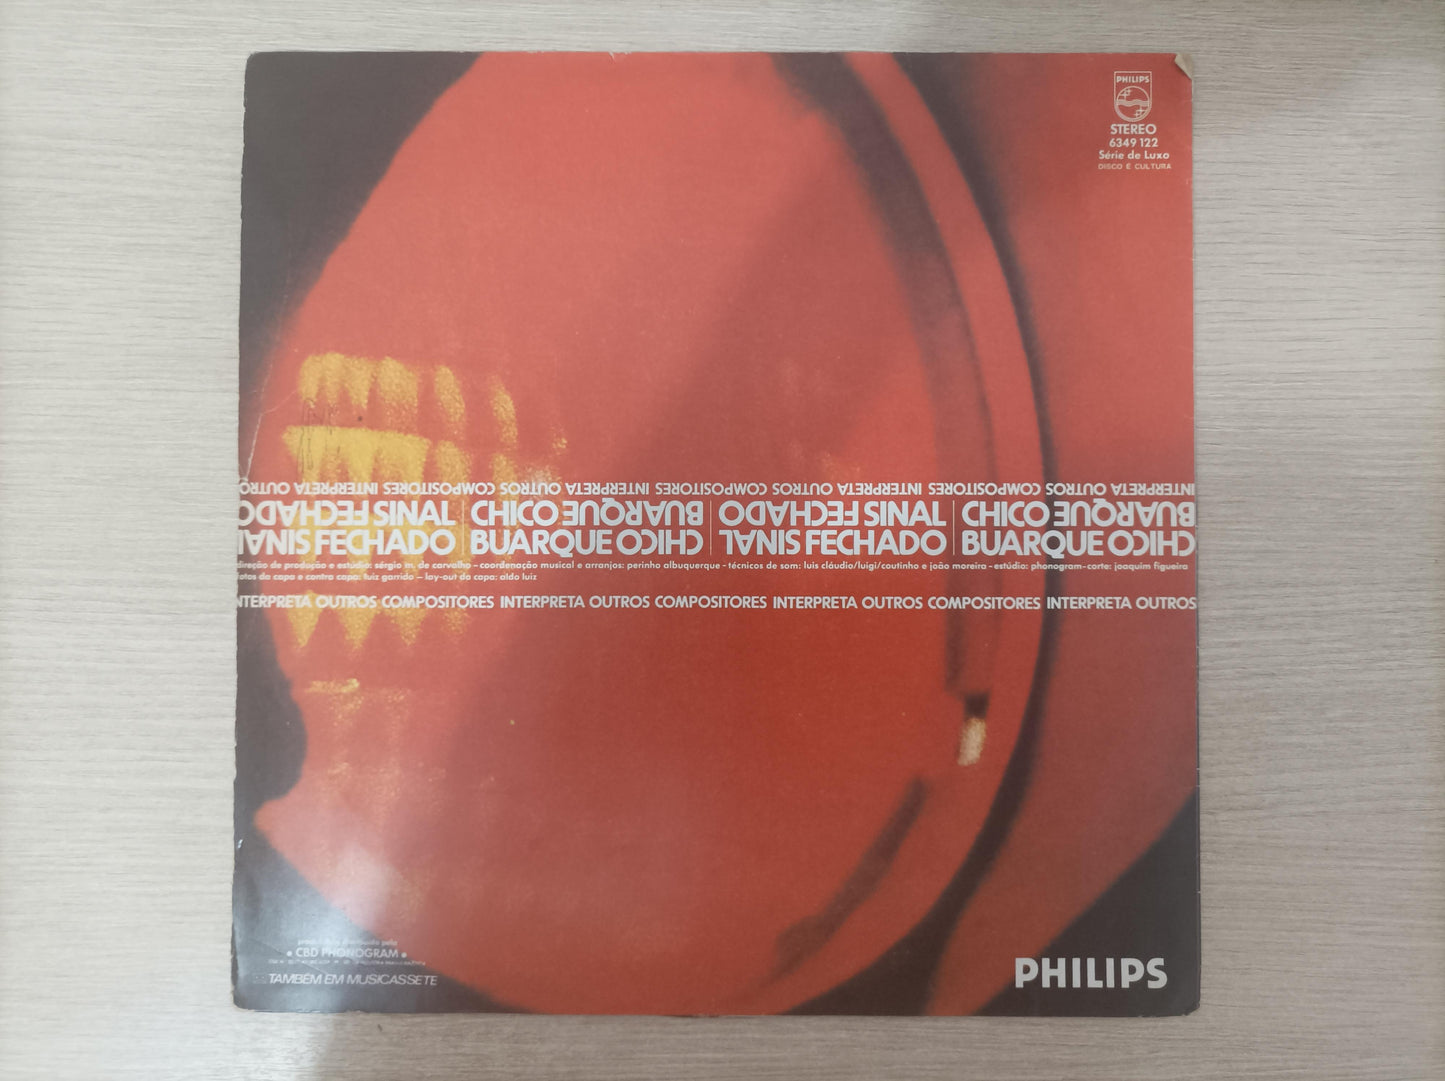 PHILIPS
STEREO
6349 122
Série de Luxo
DISCO É CULTURA
INTERPRETA OUTROS COMPOSITORES INTERPRETA OUTROS COMPOSITORES INTERPRETA OUTROS COMPOSITORES INTERPRETA OUTROS
SINAL FECHADO | CHICO BUARQUE | SINAL FECHADO | CHICO BUARQUE
SINAL FECHADO | BUARQUE CHICO | SINAL FECHADO | BUARQUE CHICO
direção de produção e estúdio: sérgio m. de carvalho - coordenação musical e arranjos: perinho albuquerque - técnicos de som: luis cláudio/luigi/coutinho e joão moreira - estúdio: phonogram - corte: joaquim figueira
fotos da capa e contra capa: luiz garrido - lay-out da capa: aldo luiz
INTERPRETA OUTROS COMPOSITORES INTERPRETA OUTROS COMPOSITORES INTERPRETA OUTROS COMPOSITORES INTERPRETA OUTROS
• CBD PHONOGRAM •
TAMBÉM EM MUSICASSETE
PHILIPS